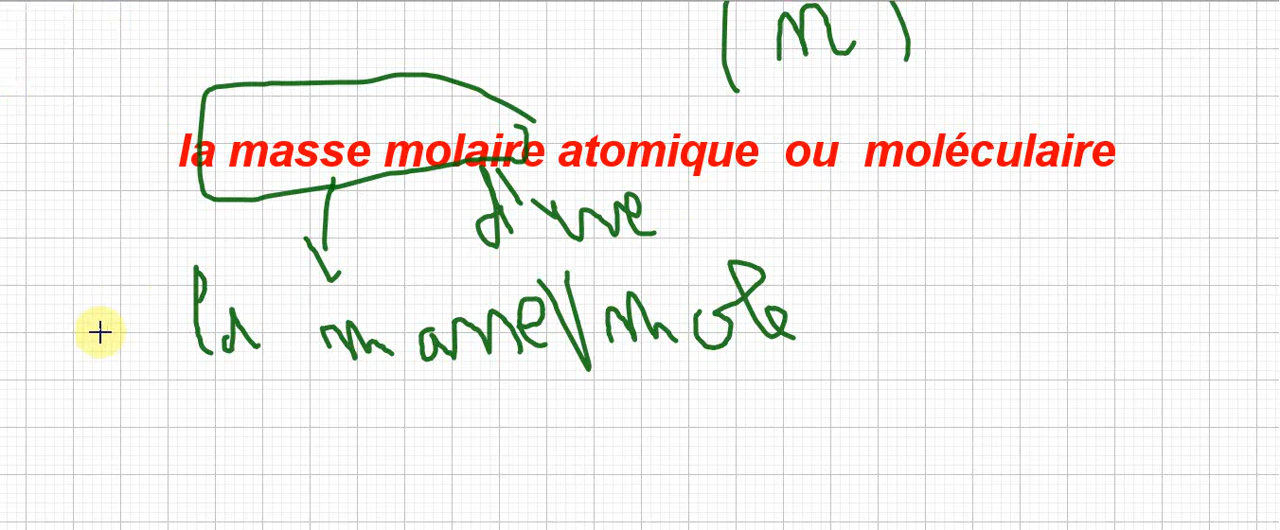 (m)
la masse molaire atomique ou moléculaire
d'une
la masse/mole